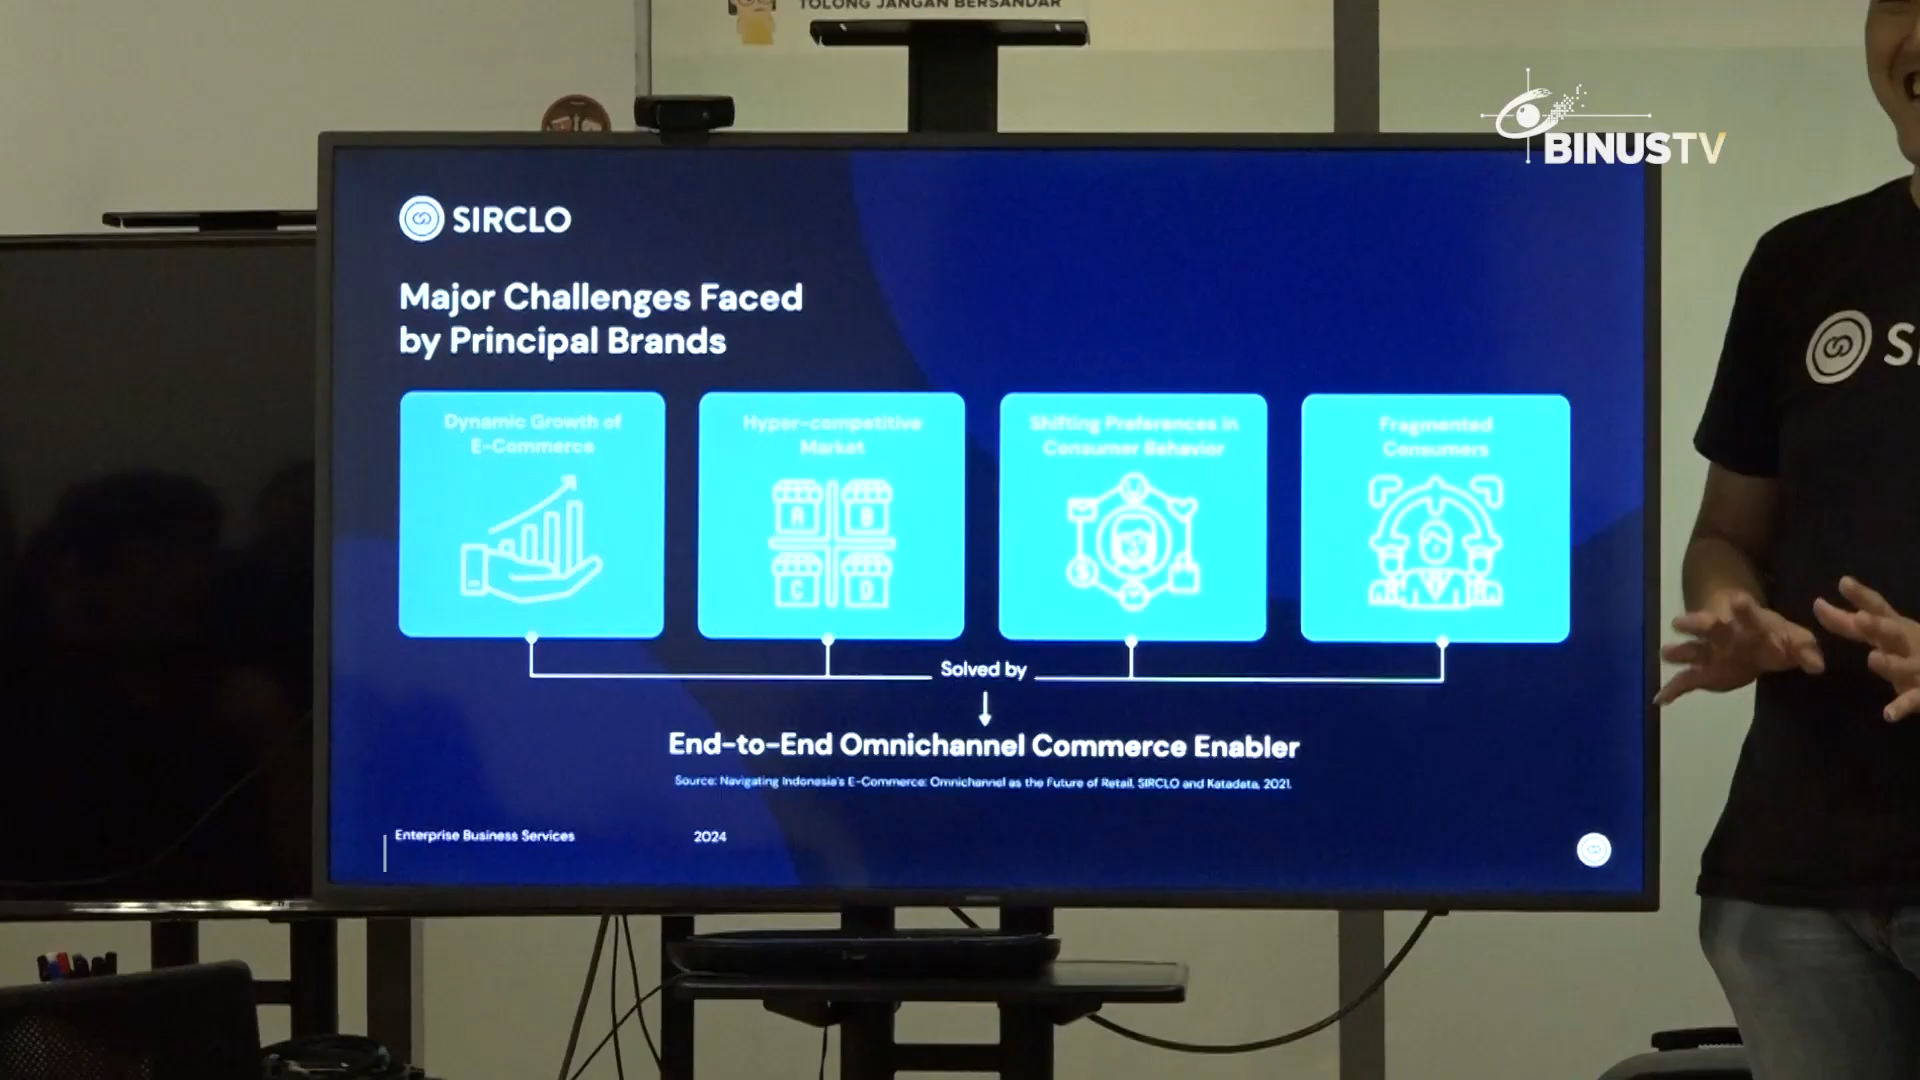 TOLONG JANGAN BERSANDAR
BINUSTV
SIRCLO
Major Challenges Faced
by Principal Brands
Dynamic Growth of
E-Commerce
Hyper-competitive
Market
A
B
C
D
Shifting Preferences in
Consumer Behavior
Fragmented
Consumers
Solved by
End-to-End Omnichannel Commerce Enabler
Source: Navigating Indonesia's E-Commerce: Omnichannel as the Future of Retail, SIRCLO and Katadata, 2021.
Enterprise Business Services
2024